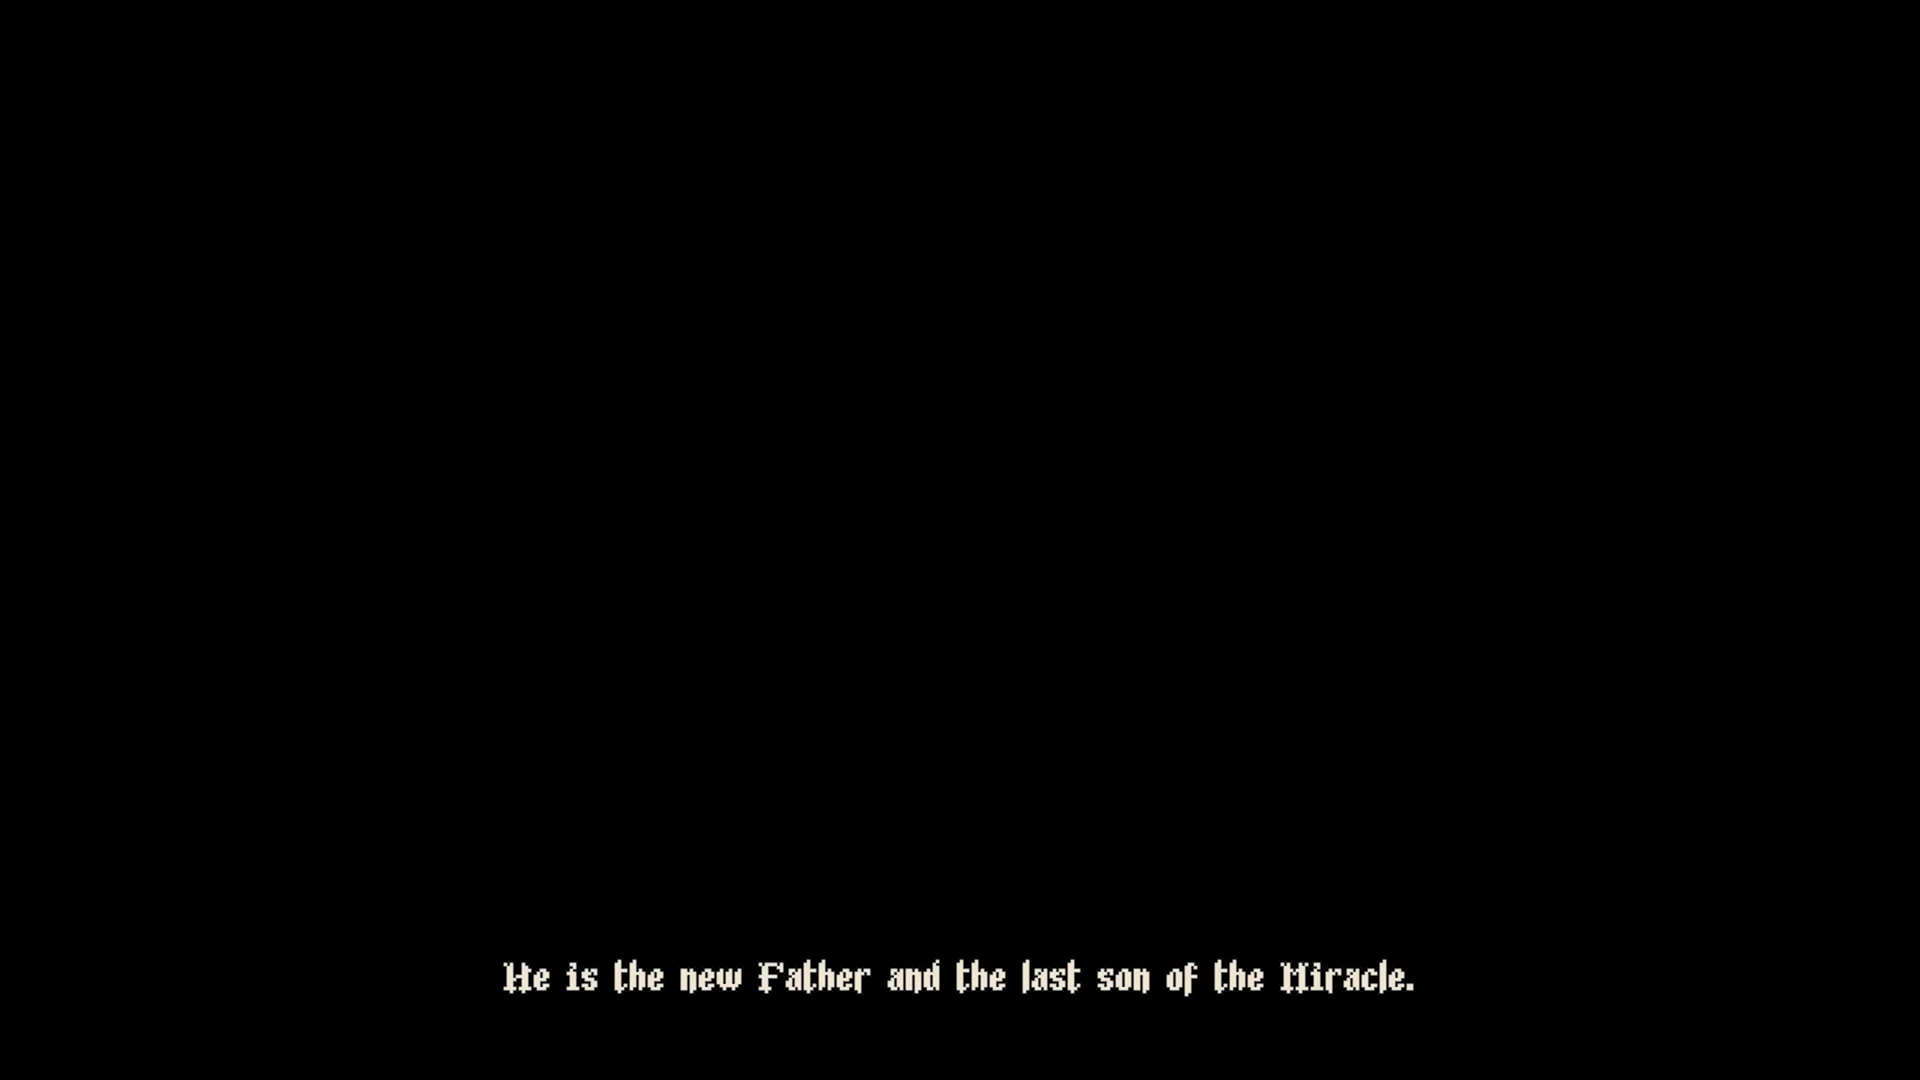 He is the new Father and the last son of the Miracle.